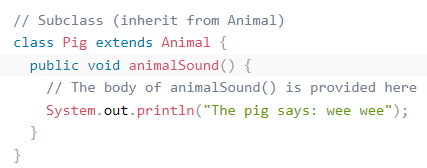 // Subclass (inherit from Animal)
class Pig extends Animal {
  public void animalSound() {
    // The body of animalSound() is provided here
    System.out.println("The pig says: wee wee");
  }
}